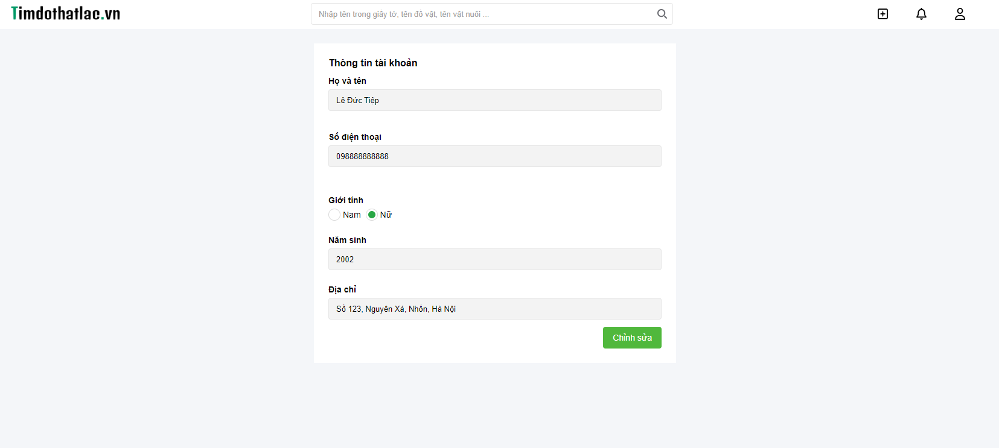 Timdothatlac.vn
Nhập tên trong giấy tờ, tên đồ vật, tên vật nuôi ...
Thông tin tài khoản
Họ và tên
Lê Đức Tiệp
Số điện thoại
098888888888
Giới tính
Nam Nữ
Năm sinh
2002
Địa chỉ
Số 123, Nguyên Xá, Nhổn, Hà Nội
Chỉnh sửa